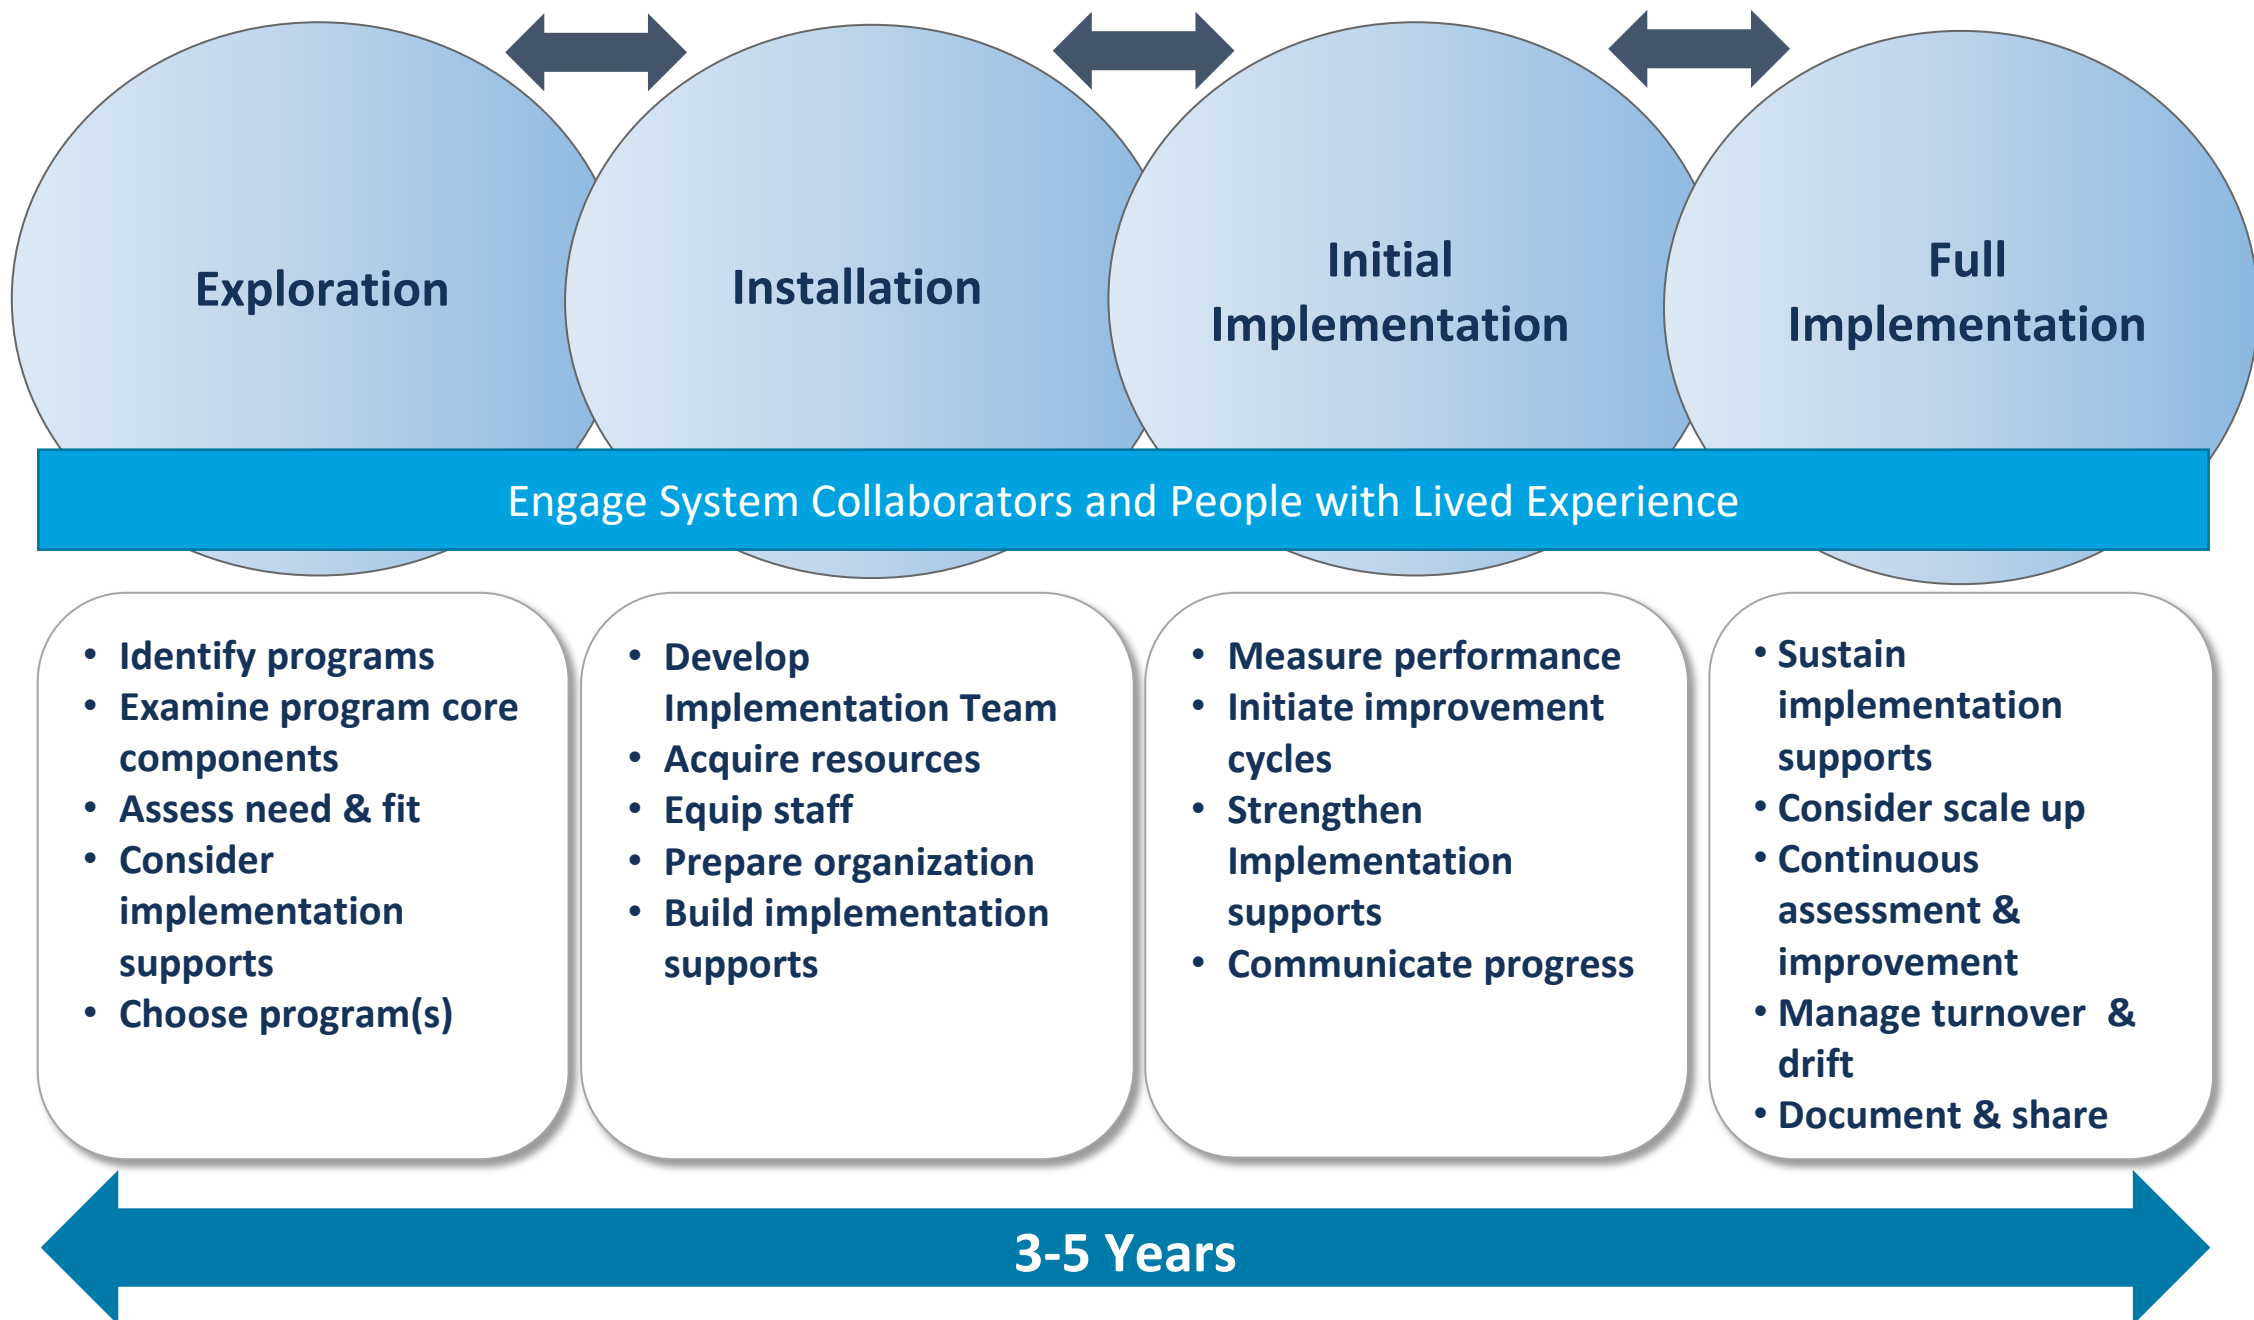 Exploration
Installation
Initial
Implementation
Full
Implementation
Engage System Collaborators and People with Lived Experience
• Identify programs
• Examine program core
components
• Assess need & fit
• Consider
implementation
supports
• Choose program(s)
• Develop
Implementation Team
• Acquire resources
• Equip staff
• Prepare organization
• Build implementation
supports
• Measure performance
• Initiate improvement
cycles
• Strengthen
Implementation
supports
• Communicate progress
• Sustain
implementation
supports
• Consider scale up
• Continuous
assessment &
improvement
• Manage turnover  &
drift
• Document & share
3-5 Years